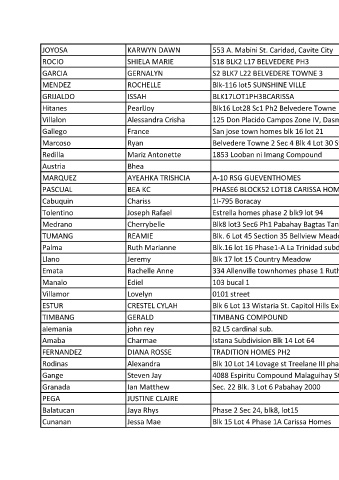 JOYOSA KARWYN DAWN 553 A. Mabini St. Caridad, Cavite City
ROCIO SHIELA MARIE S18 BLK2 L17 BELVEDERE PH3
GARCIA GERNALYN S2 BLK7 L22 BELVEDERE TOWNE 3
MENDEZ ROCHELLE Blk-116 lot5 SUNSHINE VILLE
GRIJALDO ISSAH BLK17LOT1PH3BCARISSA
Hitanes PearlJoy Blk16 Lot28 Sc1 Ph2 Belvedere Towne
Villalon Alessandra Crisha 125 Don Placido Campos Zone IV, Dasm
Gallego France San jose town homes blk 16 lot 21
Marcoso Ryan Belvedere Towne 2 Sec 4 Blk 4 Lot 30 S
Redilla Mariz Antonette 1853 Looban ni Imang Compound
Austria Bhea
MARQUEZ AYEAHKA TRISHCIA A-10 RSG GUEVENTHOMES
PASCUAL BEA KC PHASE6 BLOCK52 LOT18 CARISSA HOM
Cabuquin Chariss 1I-795 Boracay
Tolentino Joseph Rafael Estrella homes phase 2 blk9 lot 94
Medrano Cherrybelle Blk8 lot3 Sec6 Ph1 Pabahay Bagtas Tan
TUMANG REAMIE Blk. 6 Lot 45 Section 35 Bellview Meado
Palma Ruth Marianne Blk.16 lot 16 Phase1-A La Trinidad subd
Llano Jeremy Blk 17 lot 15 Country Meadow
Emata Rachelle Anne 334 Allenville townhomes phase 1 Ruth
Manalo Ediel 103 bucal 1
Villamor Lovelyn 0101 street
ESTUR CRESTEL CYLAH Blk 6 Lot 13 Wistaria St. Capitol Hills Ex
TIMBANG GERALD TIMBANG COMPOUND
alemania john rey B2 L5 cardinal sub.
Amaba Charmae Istana Subdivision Blk 14 Lot 64
FERNANDEZ DIANA ROSSE TRADITION HOMES PH2
Rodinas Alexandra Blk 10 Lot 14 Lovage st Treelane III pha
Gange Steven Jay 4088 Espiritu Compound Malaguihay St
Granada Ian Matthew Sec. 22 Blk. 3 Lot 6 Pabahay 2000
PEGA JUSTINE CLAIRE
Balatucan Jaya Rhys Phase 2 Sec 24, blk8, lot15
Cunanan Jessa Mae Blk 15 Lot 4 Phase 1A Carissa Homes